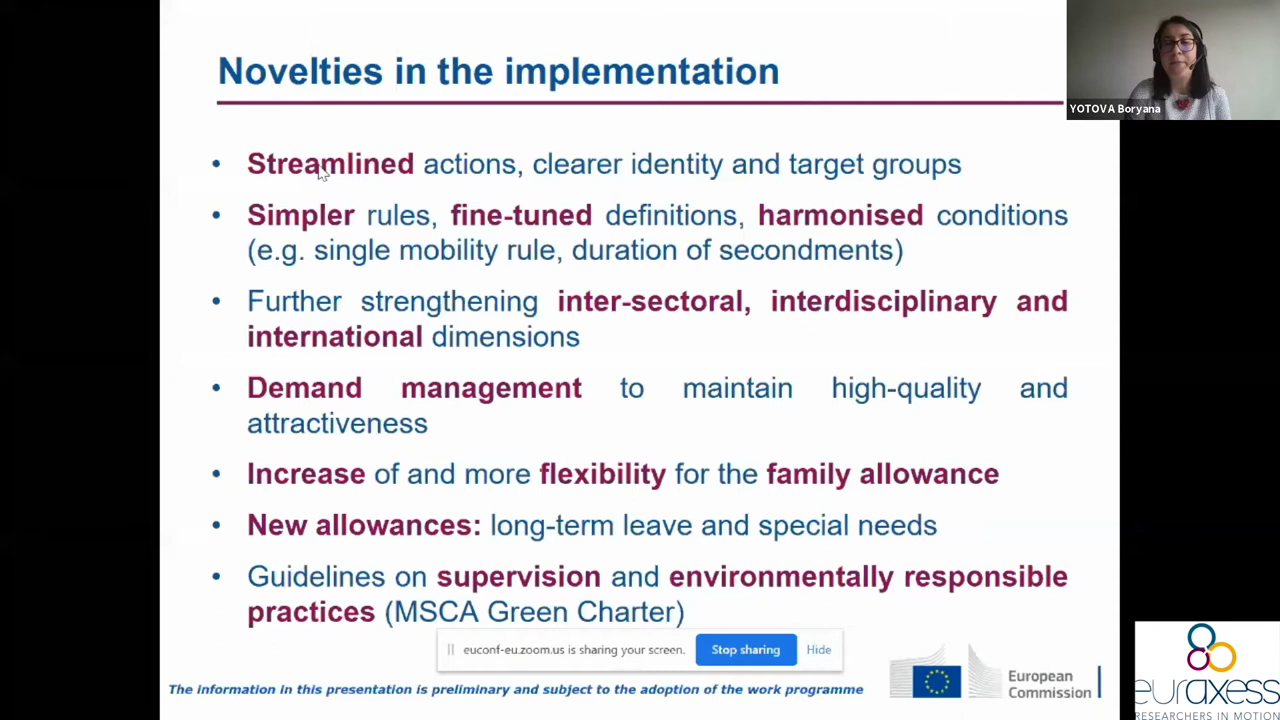 Novelties in the implementation
YOTOVA Boryana
• Streamlined actions, clearer identity and target groups
• Simpler rules, fine-tuned definitions, harmonised conditions
(e.g. single mobility rule, duration of secondments)
• Further strengthening inter-sectoral, interdisciplinary and
international dimensions
• Demand management to maintain high-quality and
attractiveness
• Increase of and more flexibility for the family allowance
• New allowances: long-term leave and special needs
• Guidelines on supervision and environmentally responsible
practices (MSCA Green Charter)
euconf-eu.zoom.us is sharing your screen. Stop sharing Hide
The information in this presentation is preliminary and subject to the adoption of the work programme
European
Commission
euraxess
RESEARCHERS IN MOTION